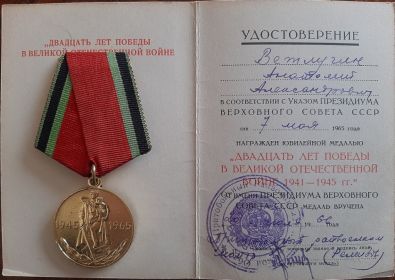 „ДВАДЦАТЬ ЛЕТ ПОБЕДЫ
В ВЕЛИКОЙ ОТЕЧЕСТВЕННОЙ ВОЙНЕ
1945 1965
УДОСТОВЕРЕНИЕ
Ветлугин
Анатолий
Александрович
В СООТВЕТСТВИИ С УКАЗОМ ПРЕЗИДИУМА
ВЕРХОВНОГО СОВЕТА СССР
от 7 мая 1965 года
НАГРАЖДЕН ЮБИЛЕЙНОЙ МЕДАЛЬЮ
„ДВАДЦАТЬ ЛЕТ ПОБЕДЫ
В ВЕЛИКОЙ ОТЕЧЕСТВЕННОЙ
ВОЙНЕ 1941—1945 гг."
ОТ ИМЕНИ ПРЕЗИДИУМА ВЕРХОВНОГО
СОВЕТА СССР МЕДАЛЬ ВРУЧЕНА